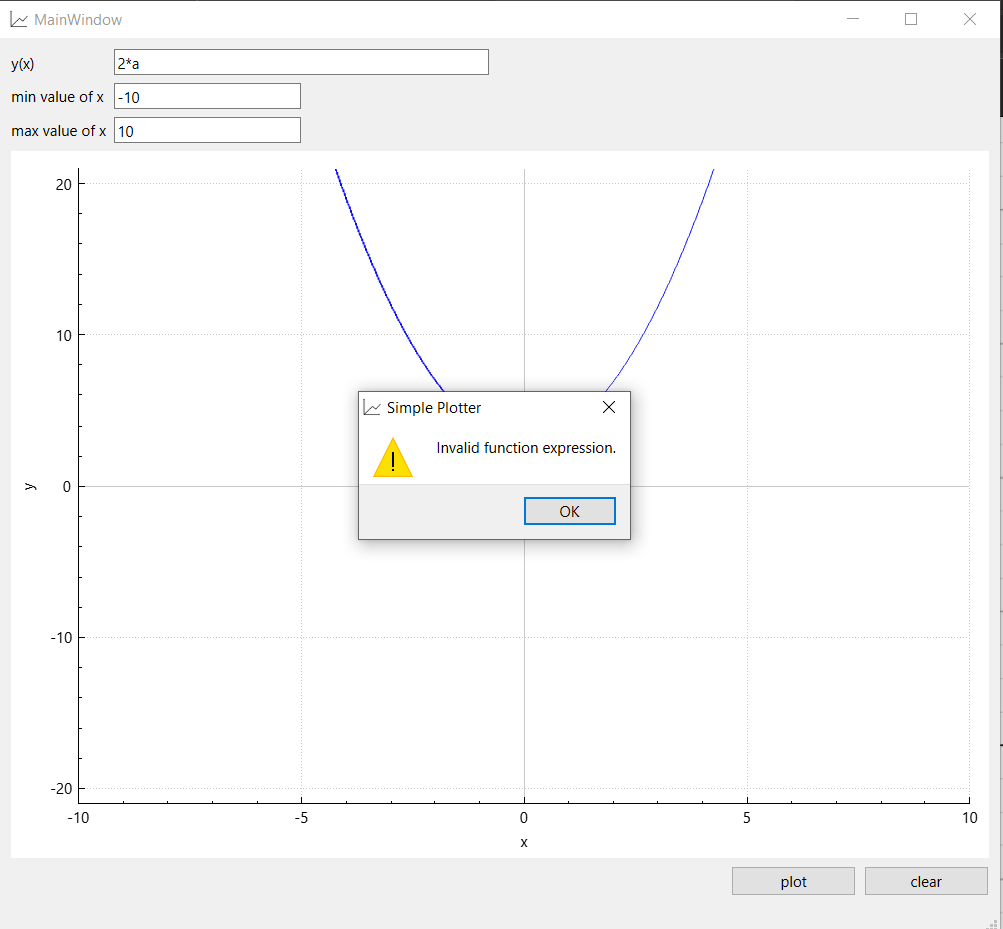 MainWindow
y(x) 2*a
min value of x -10
max value of x 10
20
10
y
0
-10
-20
-10 -5 0 5 10
x
Simple Plotter
Invalid function expression.
OK
plot clear